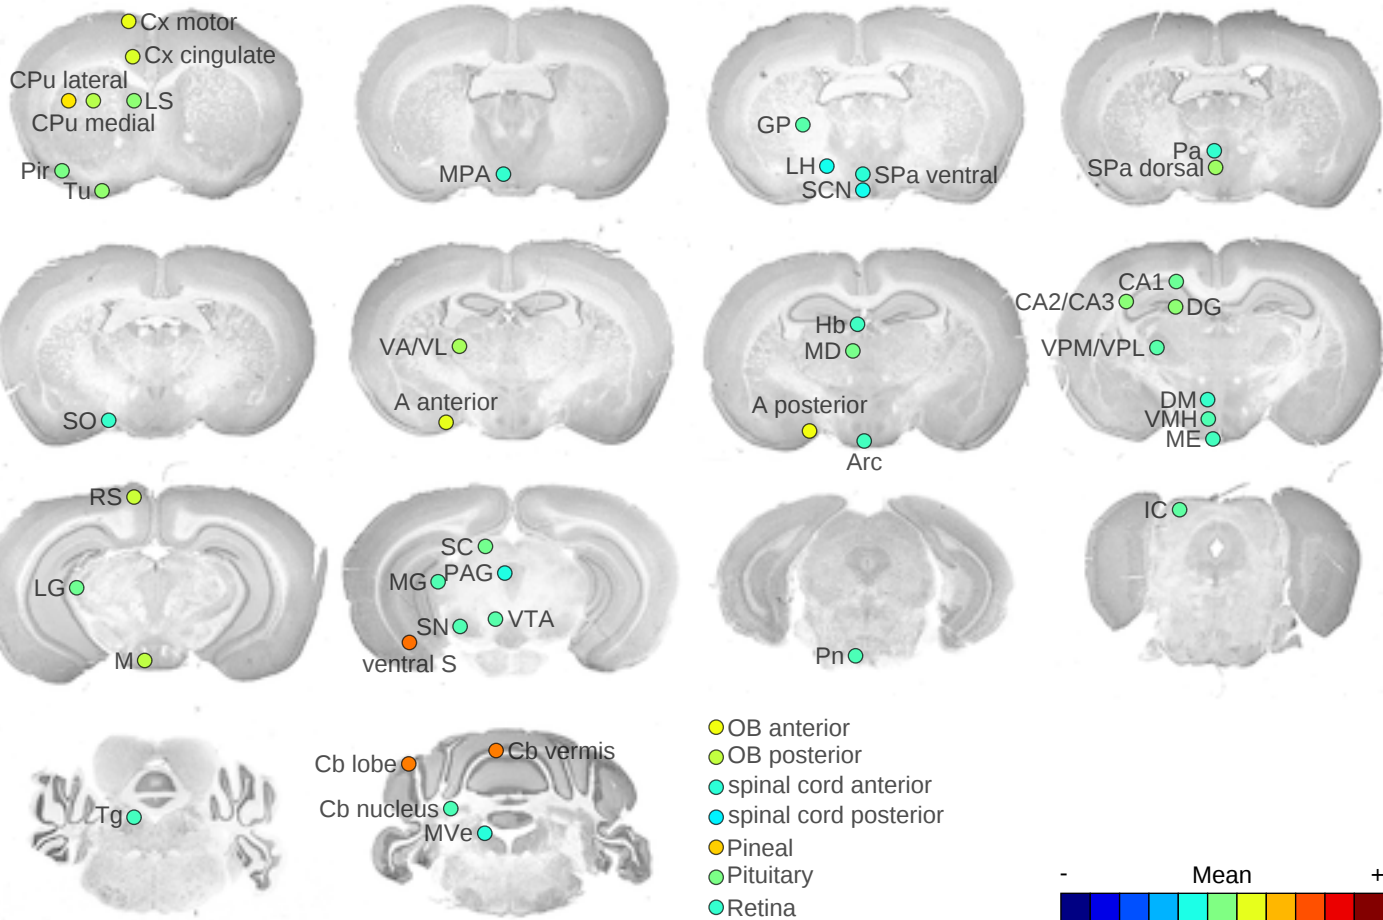 Cx motor
Cx cingulate
CPu lateral
LS
CPu medial
Pir
Tu
MPA
GP
LH
SPa ventral
SCN
Pa
SPa dorsal
SO
VA/VL
A anterior
Hb
MD
A posterior
Arc
CA1
CA2/CA3
DG
VPM/VPL
DM
VMH
ME
RS
LG
M
SC
MG
PAG
SN
VTA
ventral S
Pn
IC
Tg
Cb lobe
Cb vermis
Cb nucleus
MVe
OB anterior
OB posterior
spinal cord anterior
spinal cord posterior
Pineal
Pituitary
Retina
- Mean +